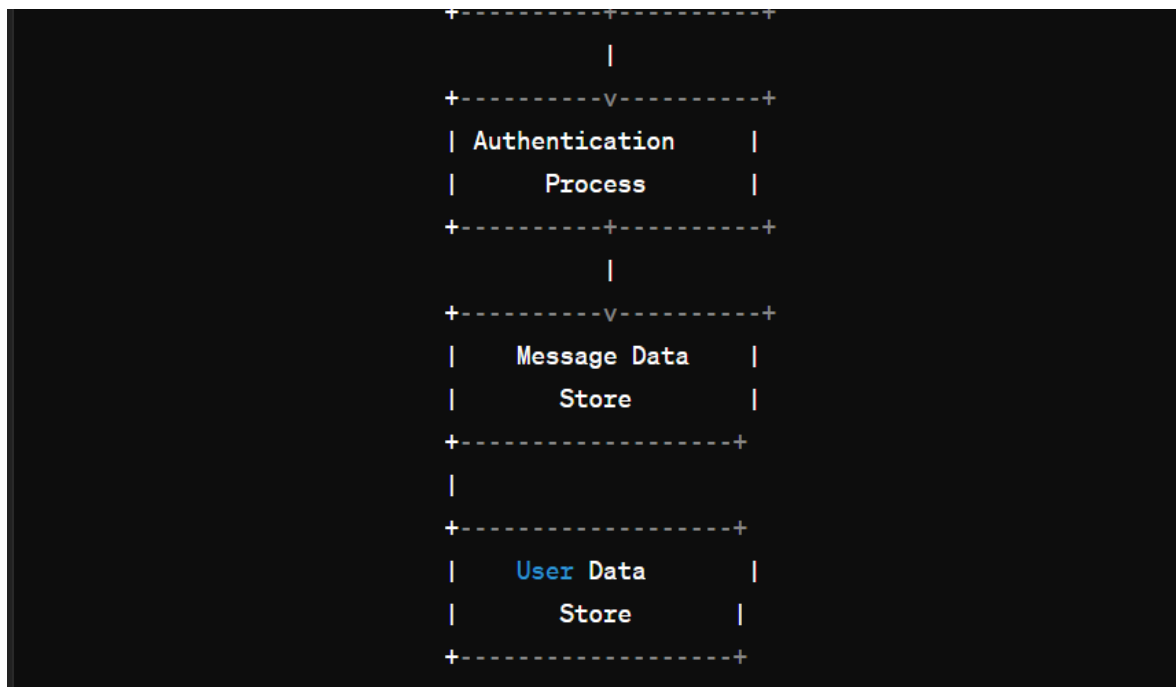 +----------+----------+
|
+----------v----------+
| Authentication     |
|      Process       |
+----------+----------+
|
+----------v----------+
|    Message Data    |
|       Store        |
+-------------------+
|
+-------------------+
|    User Data       |
|       Store       |
+-------------------+